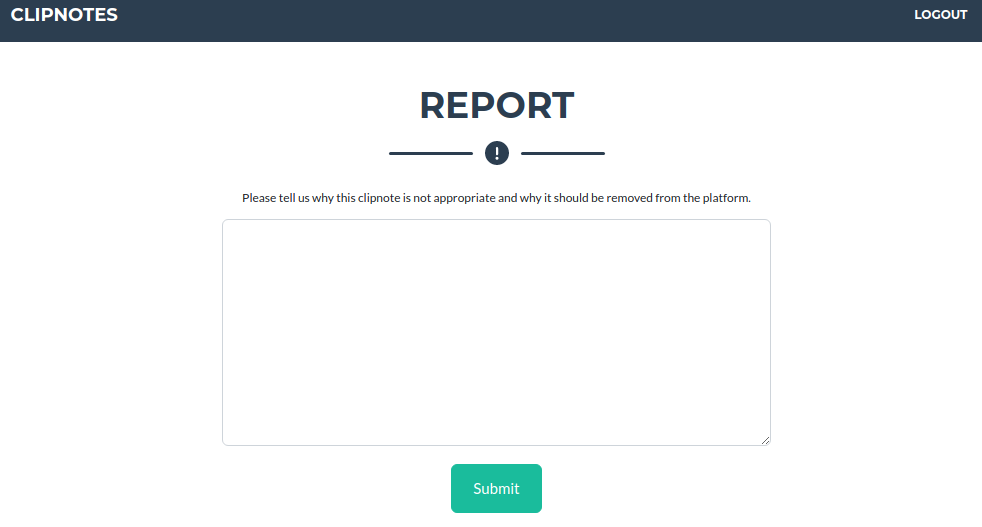 CLIPNOTES
LOGOUT
REPORT
Please tell us why this clipnote is not appropriate and why it should be removed from the platform.
Submit